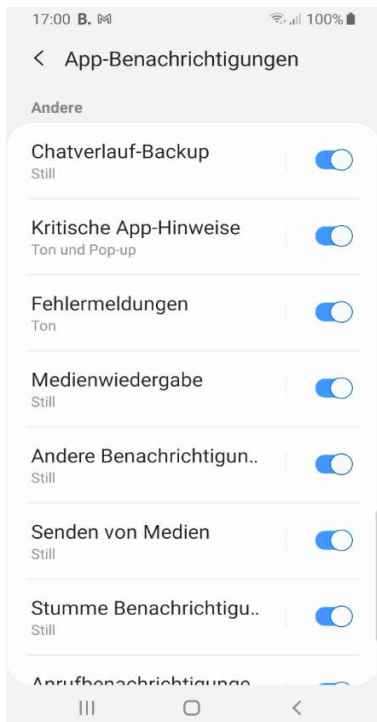 17:00 B. 100%
App-Benachrichtigungen
Andere
Chatverlauf-Backup
Still
Kritische App-Hinweise
Ton und Pop-up
Fehlermeldungen
Ton
Medienwiedergabe
Still
Andere Benachrichtigun..
Still
Senden von Medien
Still
Stumme Benachrichtigu..
Still
Anrufbenachrichtigunge